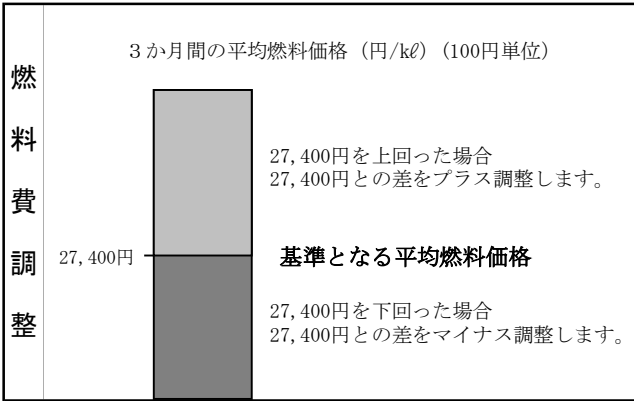 燃料費調整
３か月間の平均燃料価格（円/kℓ）（100円単位）
27,400円を上回った場合
27,400円との差をプラス調整します。
27,400円
基準となる平均燃料価格
27,400円を下回った場合
27,400円との差をマイナス調整します。